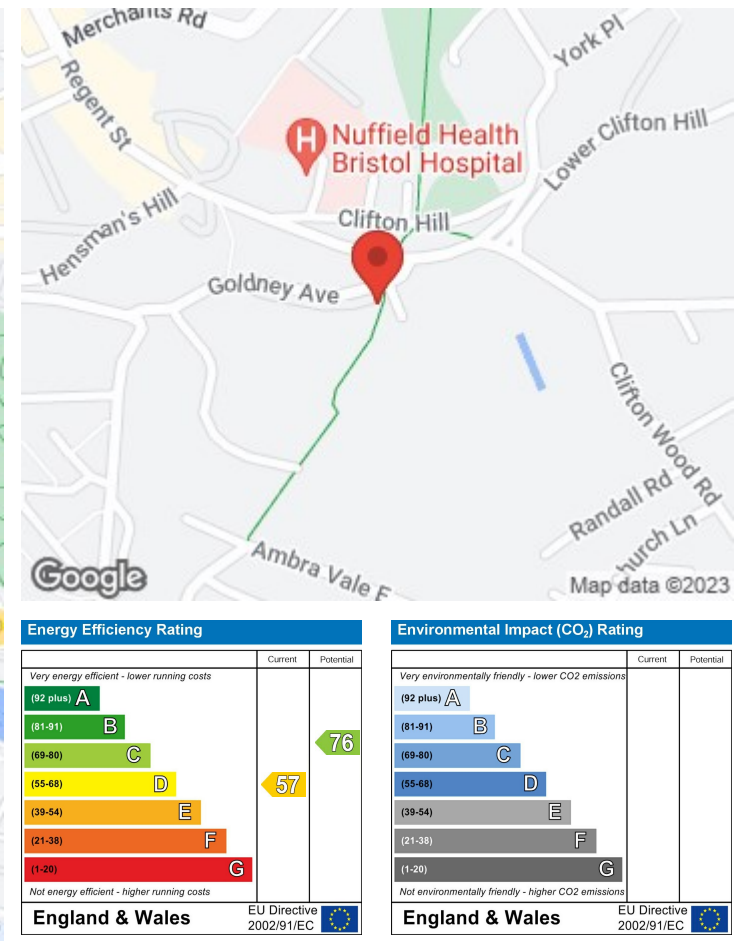 Merchants Rd
Regent St
York Pl
Nuffield Health
Bristol Hospital
Lower Clifton Hill
Hensman's Hill
Clifton Hill
Goldney Ave
Clifton Wood Rd
Randall Rd
hurch Ln
Ambra Vale E
Google
Map data ©2023
Energy Efficiency Rating
Current Potential
Very energy efficient - lower running costs
(92 plus) A
(81-91) B
(69-80) C
(55-68) D
(39-54) E
(21-38) F
(1-20) G
76
57
Not energy efficient - higher running costs
England & Wales
EU Directive
2002/91/EC
Environmental Impact (CO₂) Rating
Current Potential
Very environmentally friendly - lower CO2 emissions
(92 plus) A
(81-91) B
(69-80) C
(55-68) D
(39-54) E
(21-38) F
(1-20) G
Not environmentally friendly - higher CO2 emissions
England & Wales
EU Directive
2002/91/EC